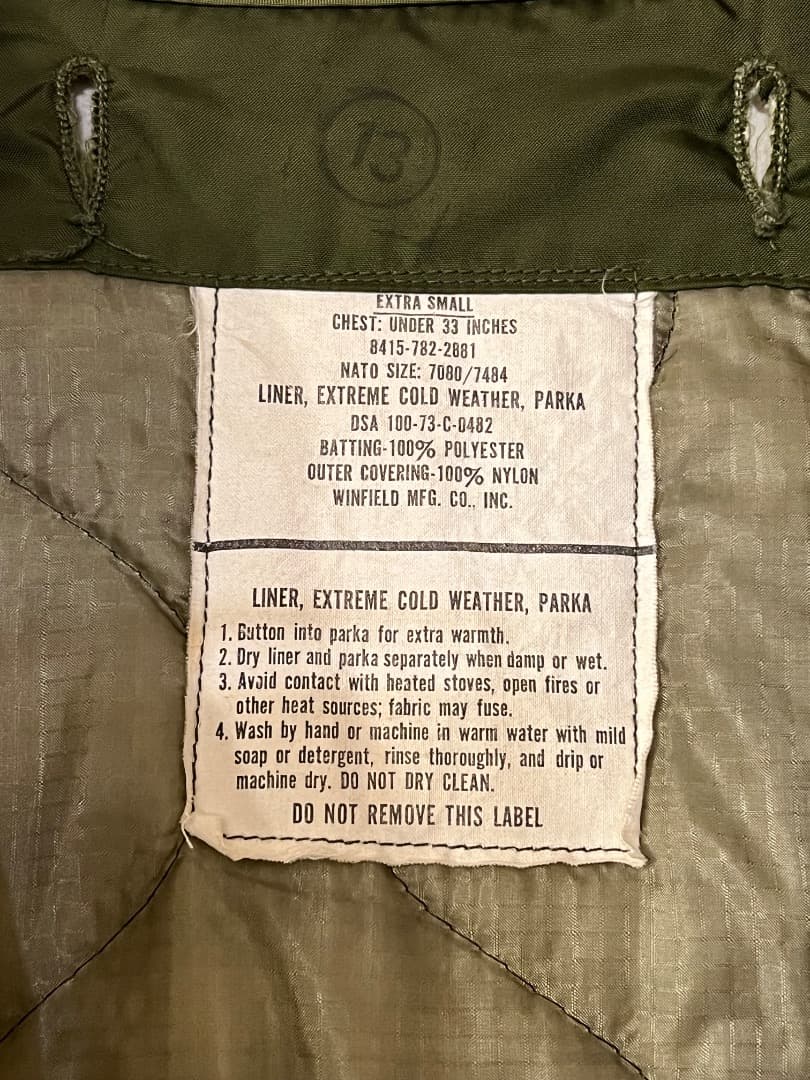 13
EXTRA SMALL
CHEST: UNDER 33 INCHES
8415-782-2881
NATO SIZE: 7080/7484
LINER, EXTREME COLD WEATHER, PARKA
DSA 100-73-C-0482
BATTING-100% POLYESTER
OUTER COVERING-100% NYLON
WINFIELD MFG. CO., INC.
LINER, EXTREME COLD WEATHER, PARKA
1. Button into parka for extra warmth.
2. Dry liner and parka separately when damp or wet.
3. Avoid contact with heated stoves, open fires or
other heat sources; fabric may fuse.
4. Wash by hand or machine in warm water with mild
soap or detergent, rinse thoroughly, and drip or
machine dry. DO NOT DRY CLEAN.
DO NOT REMOVE THIS LABEL